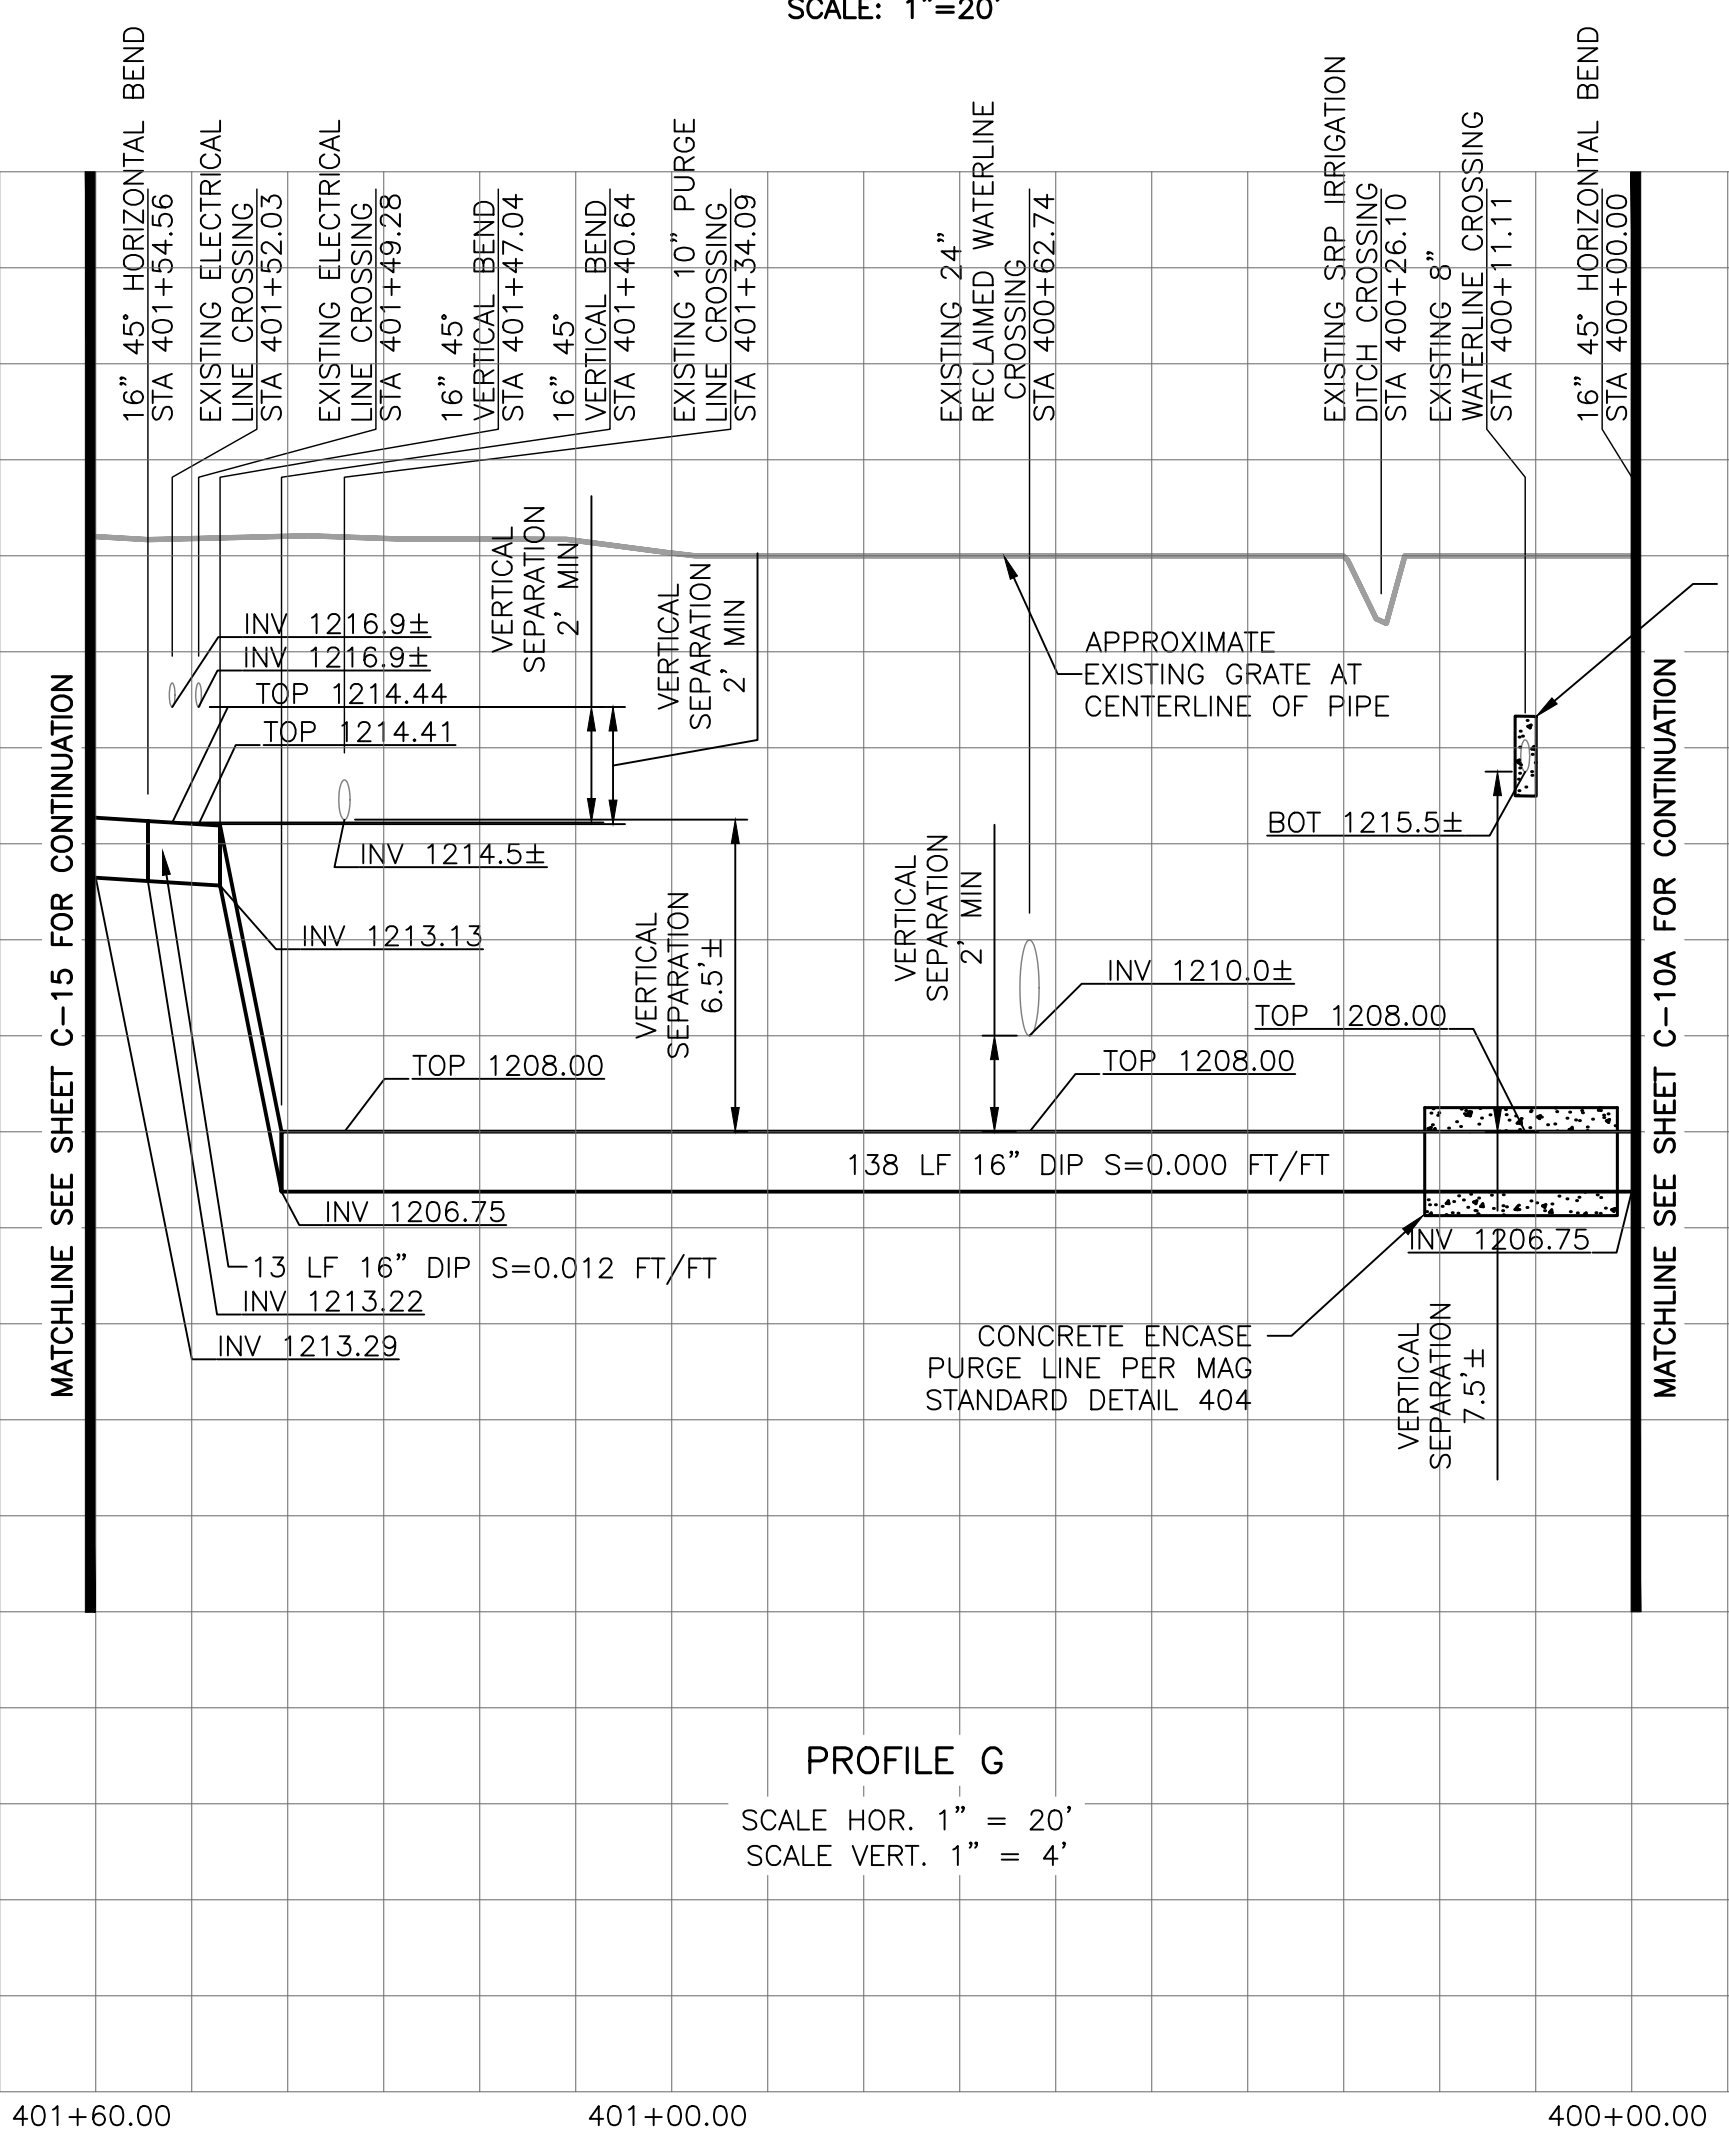 SCALE: 1"=20'
16" 45° HORIZONTAL BEND
STA 401+54.56
EXISTING ELECTRICAL
LINE CROSSING
STA 401+52.03
EXISTING ELECTRICAL
LINE CROSSING
STA 401+49.28
16" 45°
VERTICAL BEND
STA 401+47.04
16" 45°
VERTICAL BEND
STA 401+40.64
EXISTING 10" PURGE
LINE CROSSING
STA 401+34.09
EXISTING 24"
RECLAIMED WATERLINE
CROSSING
STA 400+62.74
EXISTING SRP IRRIGATION
DITCH CROSSING
STA 400+26.10
EXISTING 8"
WATERLINE CROSSING
STA 400+11.11
16" 45° HORIZONTAL BEND
STA 400+00.00
VERTICAL
SEPARATION
2' MIN
VERTICAL
SEPARATION
2' MIN
INV 1216.9±
INV 1216.9±
TOP 1214.44
TOP 1214.41
APPROXIMATE
EXISTING GRATE AT
CENTERLINE OF PIPE
MATCHLINE SEE SHEET C-15 FOR CONTINUATION
MATCHLINE SEE SHEET C-10A FOR CONTINUATION
BOT 1215.5±
INV 1214.5±
INV 1213.13
VERTICAL
SEPARATION
6.5'±
VERTICAL
SEPARATION
2' MIN
INV 1210.0±
TOP 1208.00
TOP 1208.00
TOP 1208.00
138 LF 16" DIP S=0.000 FT/FT
INV 1206.75
INV 1206.75
13 LF 16" DIP S=0.012 FT/FT
INV 1213.22
INV 1213.29
CONCRETE ENCASE
PURGE LINE PER MAG
STANDARD DETAIL 404
VERTICAL
SEPARATION
7.5'±
PROFILE G
SCALE HOR. 1" = 20'
SCALE VERT. 1" = 4'
401+60.00
401+00.00
400+00.00